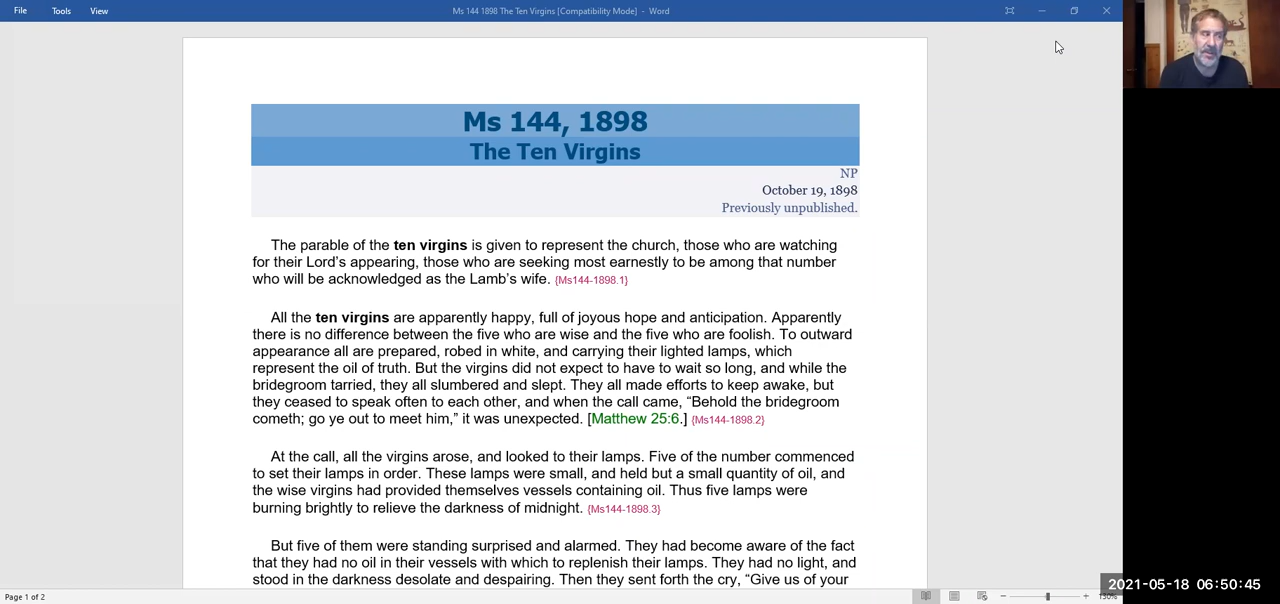 File Tools View Ms 144 1898 The Ten Virgins [Compatibility Mode] - Word
Ms 144, 1898
The Ten Virgins
NP
October 19, 1898
Previously unpublished.
The parable of the ten virgins is given to represent the church, those who are watching
for their Lord’s appearing, those who are seeking most earnestly to be among that number
who will be acknowledged as the Lamb’s wife. {Ms144-1898.1}
All the ten virgins are apparently happy, full of joyous hope and anticipation. Apparently
there is no difference between the five who are wise and the five who are foolish. To outward
appearance all are prepared, robed in white, and carrying their lighted lamps, which
represent the oil of truth. But the virgins did not expect to have to wait so long, and while the
bridegroom tarried, they all slumbered and slept. They all made efforts to keep awake, but
they ceased to speak often to each other, and when the call came, “Behold the bridegroom
cometh; go ye out to meet him,” it was unexpected. [Matthew 25:6.] {Ms144-1898.2}
At the call, all the virgins arose, and looked to their lamps. Five of the number commenced
to set their lamps in order. These lamps were small, and held but a small quantity of oil, and
the wise virgins had provided themselves vessels containing oil. Thus five lamps were
burning brightly to relieve the darkness of midnight. {Ms144-1898.3}
But five of them were standing surprised and alarmed. They had become aware of the fact
that they had no oil in their vessels with which to replenish their lamps. They had no light, and
stood in the darkness desolate and despairing. Then they sent forth the cry, “Give us of your
2021-05-18 06:50:45
Page 1 of 2 130%